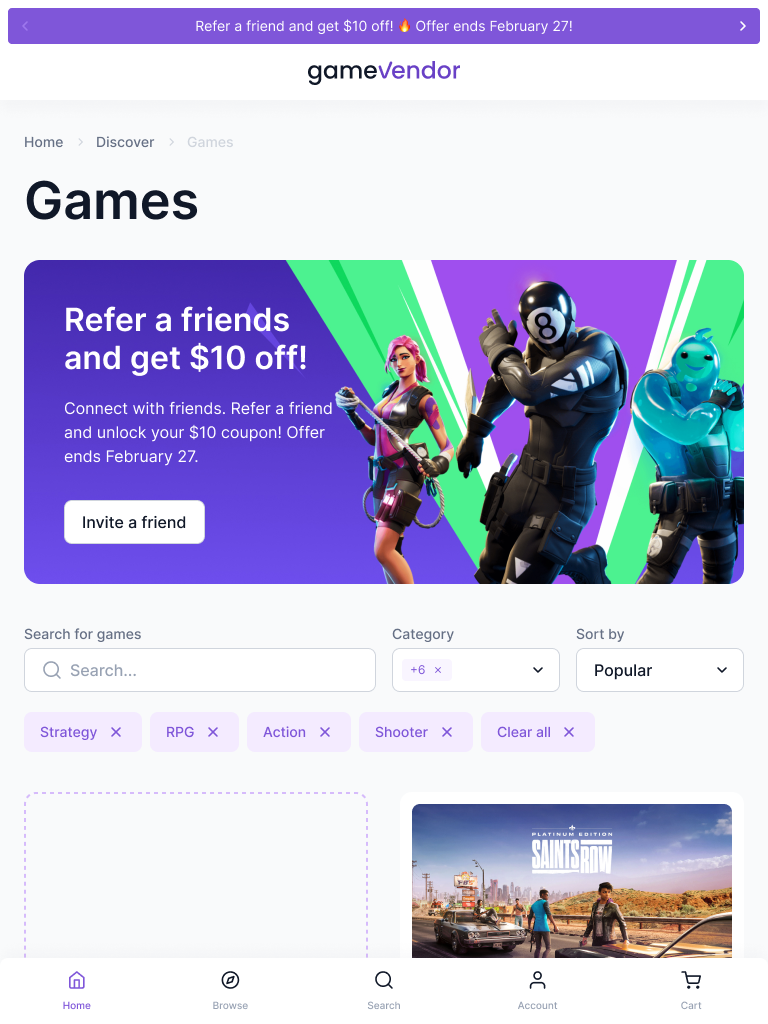 Refer a friend and get $10 off! 🔥 Offer ends February 27!
gameVendor
Home
Discover
Games
Games
Refer a friends
and get $10 off!
Connect with friends. Refer a friend
and unlock your $10 coupon! Offer
ends February 27.
Invite a friend
8
Search for games
Category
Sort by
Search...
+6
Popular
Strategy
RPG
Action
Shooter
Clear all
PLATINUM EDITION
SAINTS ROW
Home
Browse
Search
Account
Cart